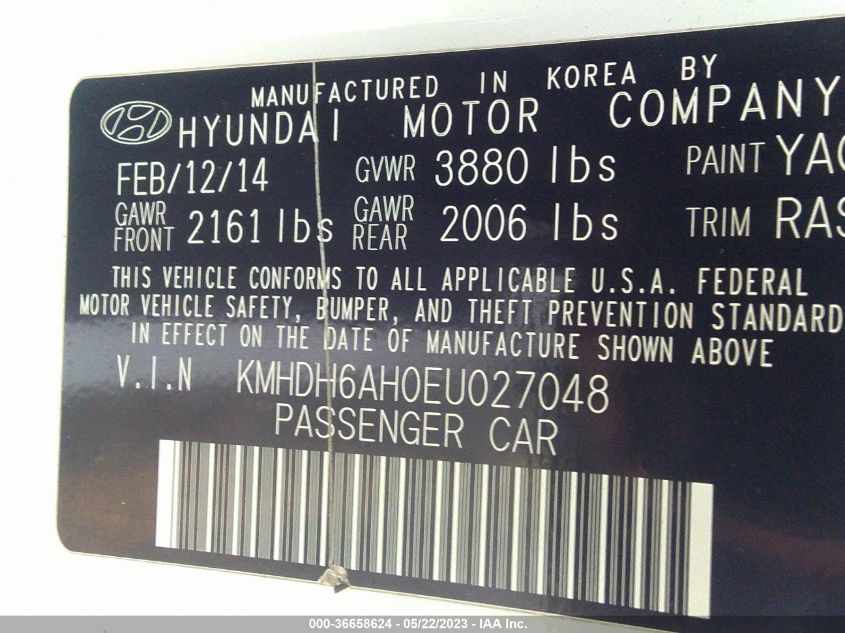 MANUFACTURED IN KOREA BY
HYUNDAI MOTOR COMPANY
FEB/12/14 GVWR 3880 lbs PAINT
GAWR FRONT 2161 lbs GAWR REAR 2006 lbs TRIM
THIS VEHICLE CONFORMS TO ALL APPLICABLE U.S.A. FEDERAL
MOTOR VEHICLE SAFETY, BUMPER, AND THEFT PREVENTION STANDARD
IN EFFECT ON THE DATE OF MANUFACTURE SHOWN ABOVE
V.I.N KMHDH6AH0EU027048
PASSENGER CAR
000-36658624 - 05/22/2023 - IAA Inc.